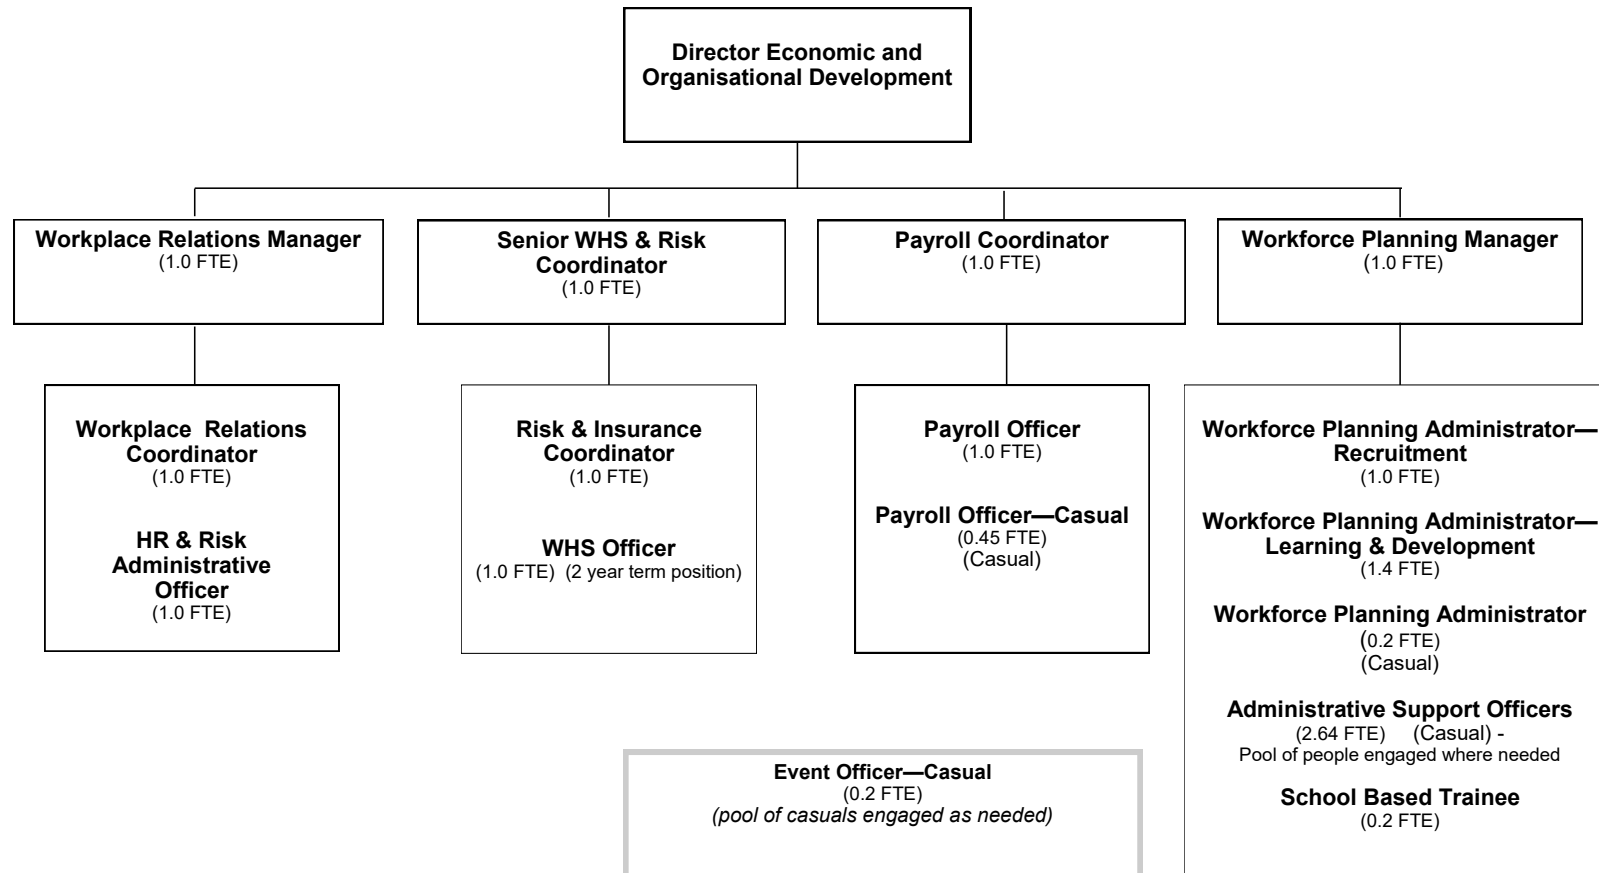 Director Economic and
Organisational Development
Workplace Relations Manager
(1.0 FTE)
Senior WHS & Risk
Coordinator
(1.0 FTE)
Payroll Coordinator
(1.0 FTE)
Workforce Planning Manager
(1.0 FTE)
Workplace  Relations
Coordinator
(1.0 FTE)
HR & Risk
Administrative
Officer
(1.0 FTE)
Risk & Insurance
Coordinator
(1.0 FTE)
WHS Officer
(1.0 FTE)  (2 year term position)
Payroll Officer
(1.0 FTE)
Payroll Officer—Casual
(0.45 FTE)
(Casual)
Workforce Planning Administrator—
Recruitment
(1.0 FTE)
Workforce Planning Administrator—
Learning & Development
(1.4 FTE)
Workforce Planning Administrator
(0.2 FTE)
(Casual)
Administrative Support Officers
(2.64 FTE)    (Casual) -
Pool of people engaged where needed
School Based Trainee
(0.2 FTE)
Event Officer—Casual
(0.2 FTE)
(pool of casuals engaged as needed)